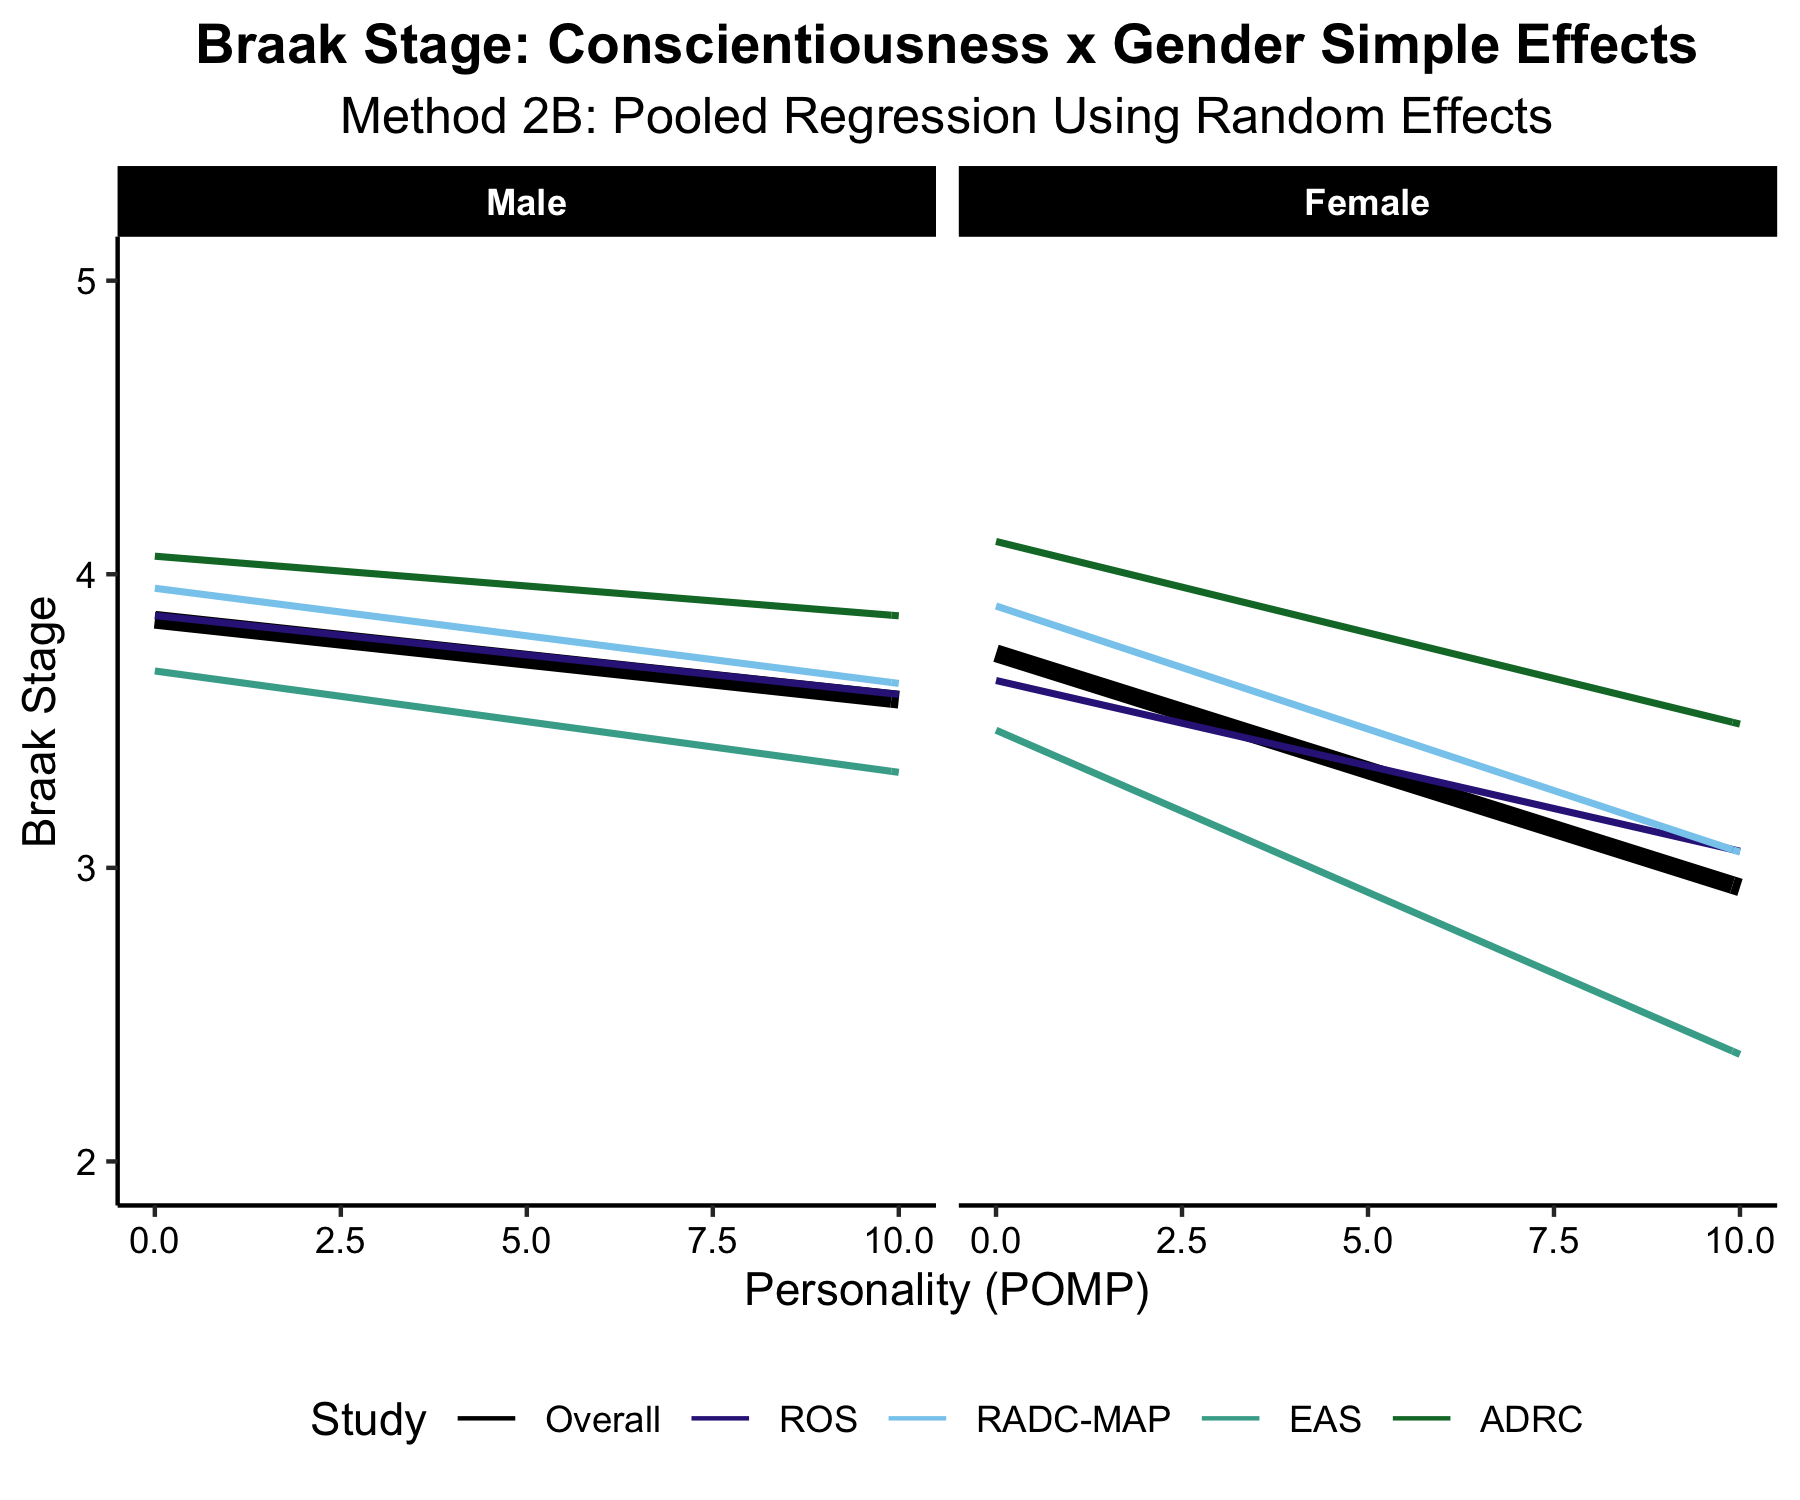 Braak Stage: Conscientiousness x Gender Simple Effects
Method 2B: Pooled Regression Using Random Effects
Male Female
5
4
3
2
Braak Stage
0.0 2.5 5.0 7.5 10.0 0.0 2.5 5.0 7.5 10.0
Personality (POMP)
Study Overall ROS RADC-MAP EAS ADRC